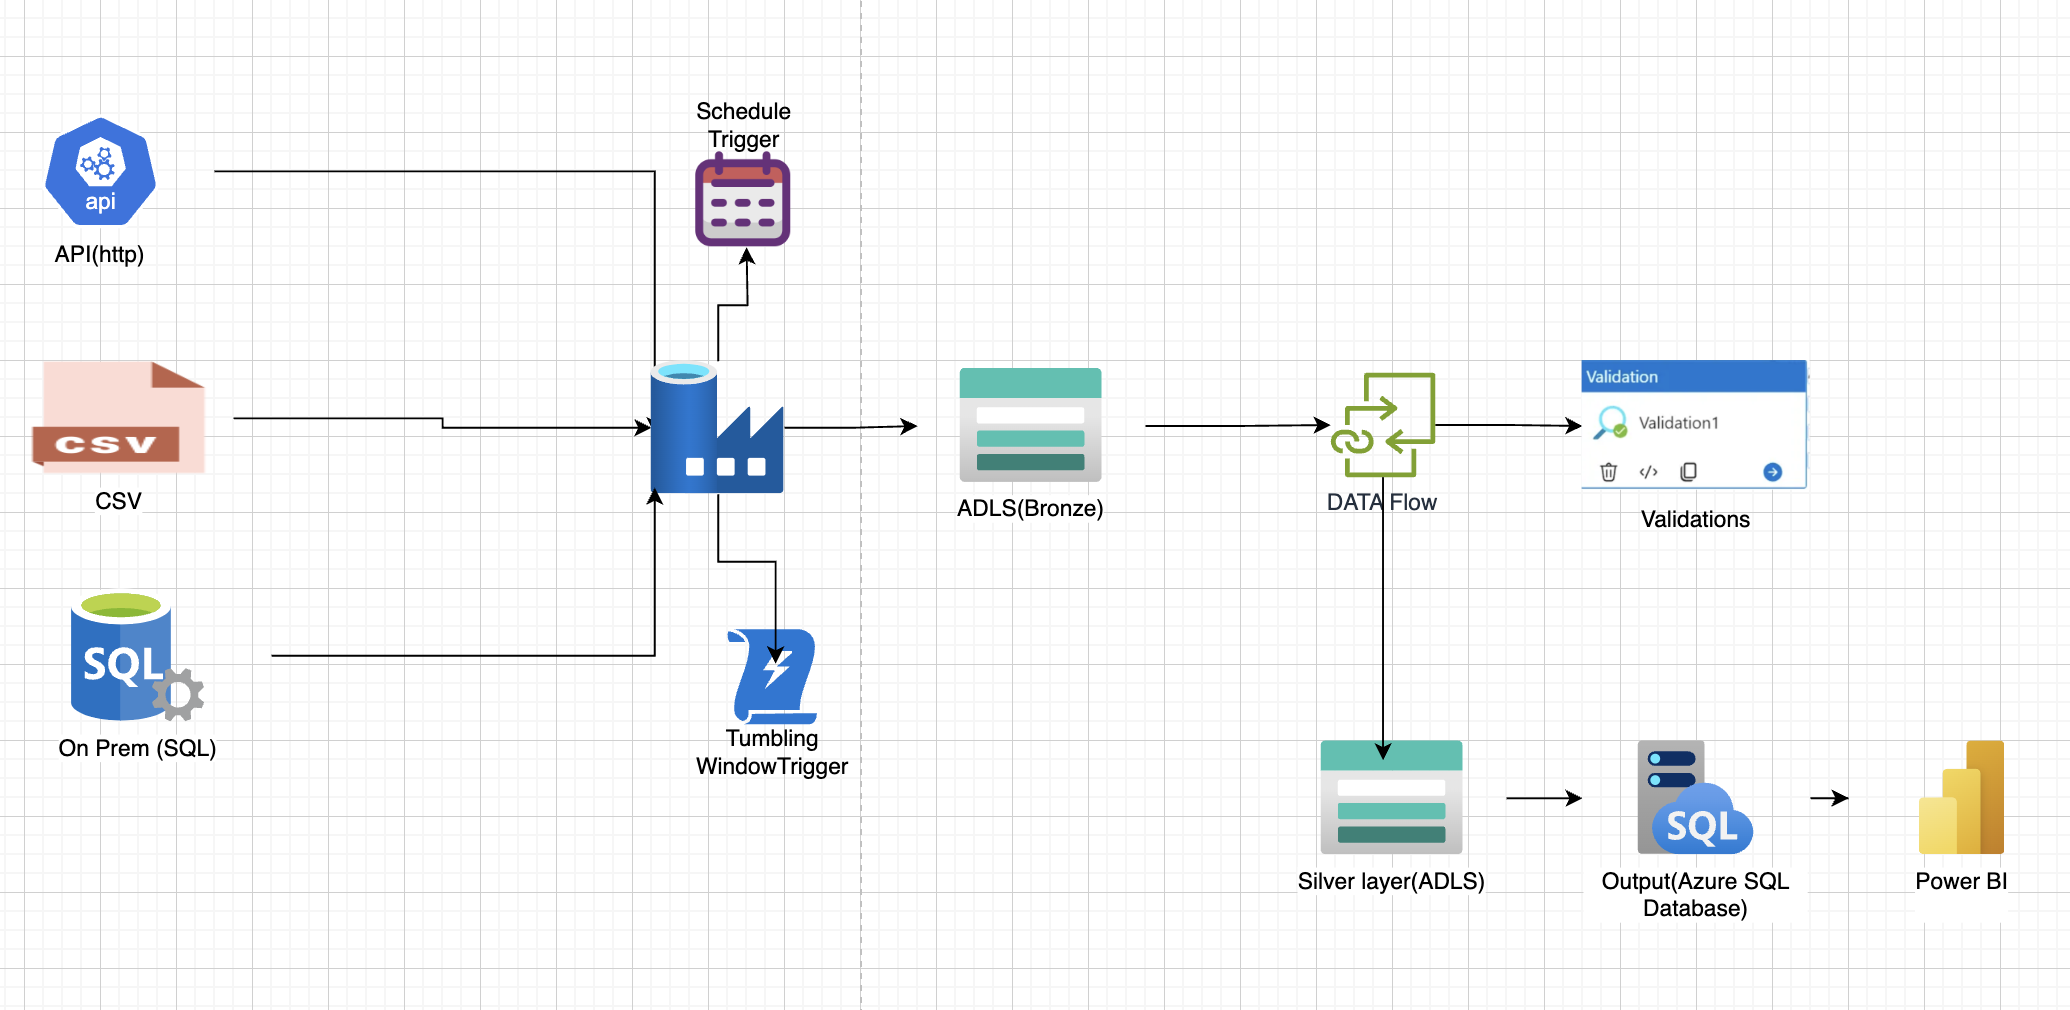 Schedule
Trigger
api
API(http)
CSV
CSV
ADLS(Bronze)
DATA Flow
Validation
Validation1
</>
Validations
SQL
On Prem (SQL)
Tumbling
WindowTrigger
Silver layer(ADLS)
SQL
Output(Azure SQL
Database)
Power BI